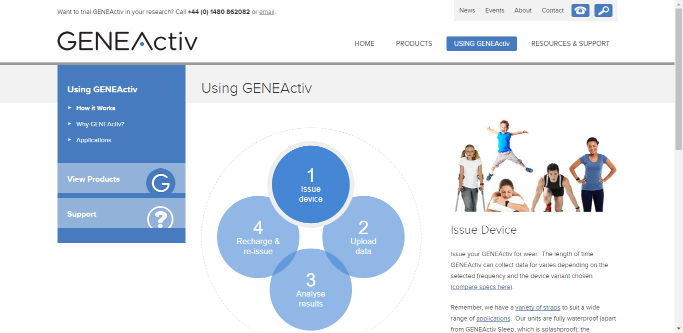 Want to trial GENEActiv in your research? Call +44 (0) 1480 862082 or email.
News Events About Contact
GENEActiv
HOME PRODUCTS USING GENEActiv RESOURCES & SUPPORT
Using GENEActiv
How it Works
Why GENEActiv?
Applications
View Products
G
Support
?
Using GENEActiv
1
Issue
device
2
Upload
data
3
Analyse
results
4
Recharge &
re-issue
Issue Device
Issue your GENEActiv for wear. The length of time
GENEActiv can collect data for varies depending on the
selected frequency and the device variant chosen
(compare specs here).
Remember, we have a variety of straps to suit a wide
range of applications. Our units are fully waterproof (apart
from GENEActiv Sleep, which is splashproof); the